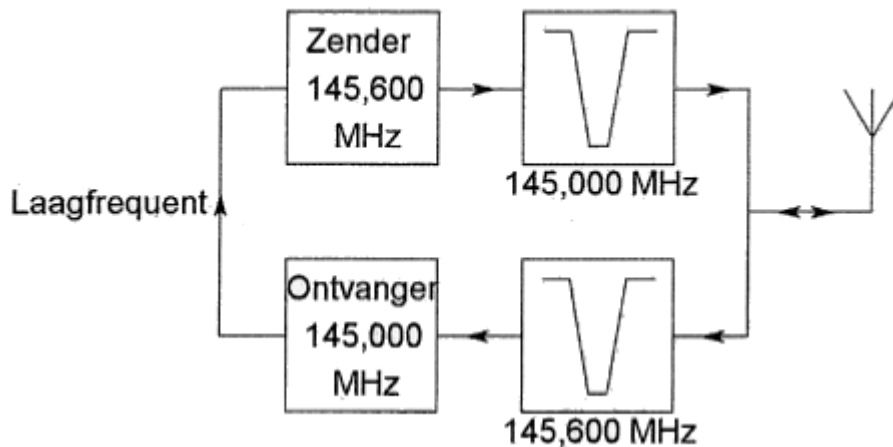 Zender
145,600
MHz
145,000 MHz
Laagfrequent
Ontvanger
145,000
MHz
145,600 MHz